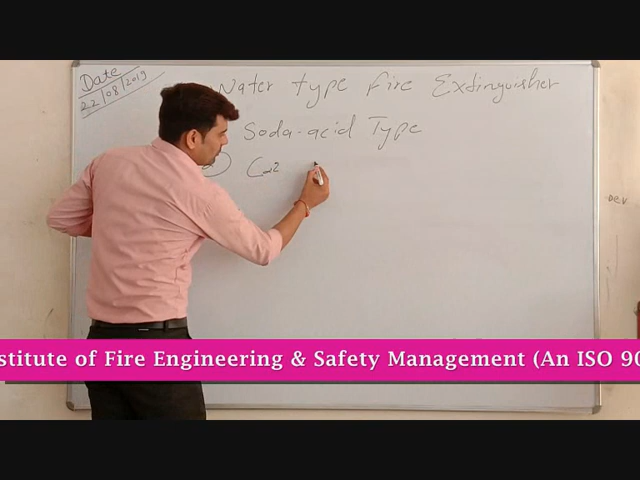 Date
22/08/2019
Water type fire Extinguisher
Soda-acid Type
Co2
Dev
stitute of Fire Engineering & Safety Management (An ISO 90